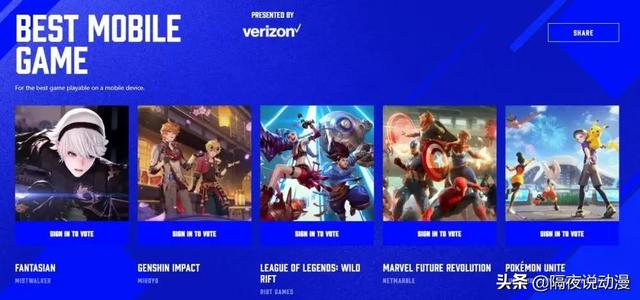 BEST MOBILE
GAME
PRESENTED BY
verizon✓
SHARE
For the best game playable on a mobile device.
SIGN IN TO VOTE
SIGN IN TO VOTE
SIGN IN TO VOTE
SIGN IN TO VOTE
SIGN IN TO VOTE
FANTASIAN
MISTWALKER
GENSHIN IMPACT
MIHOYO
LEAGUE OF LEGENDS: WILD
RIFT
RIOT GAMES
MARVEL FUTURE REVOLUTION
NETMARBLE
POKÉMON UNITE
头条 @隔夜说动漫